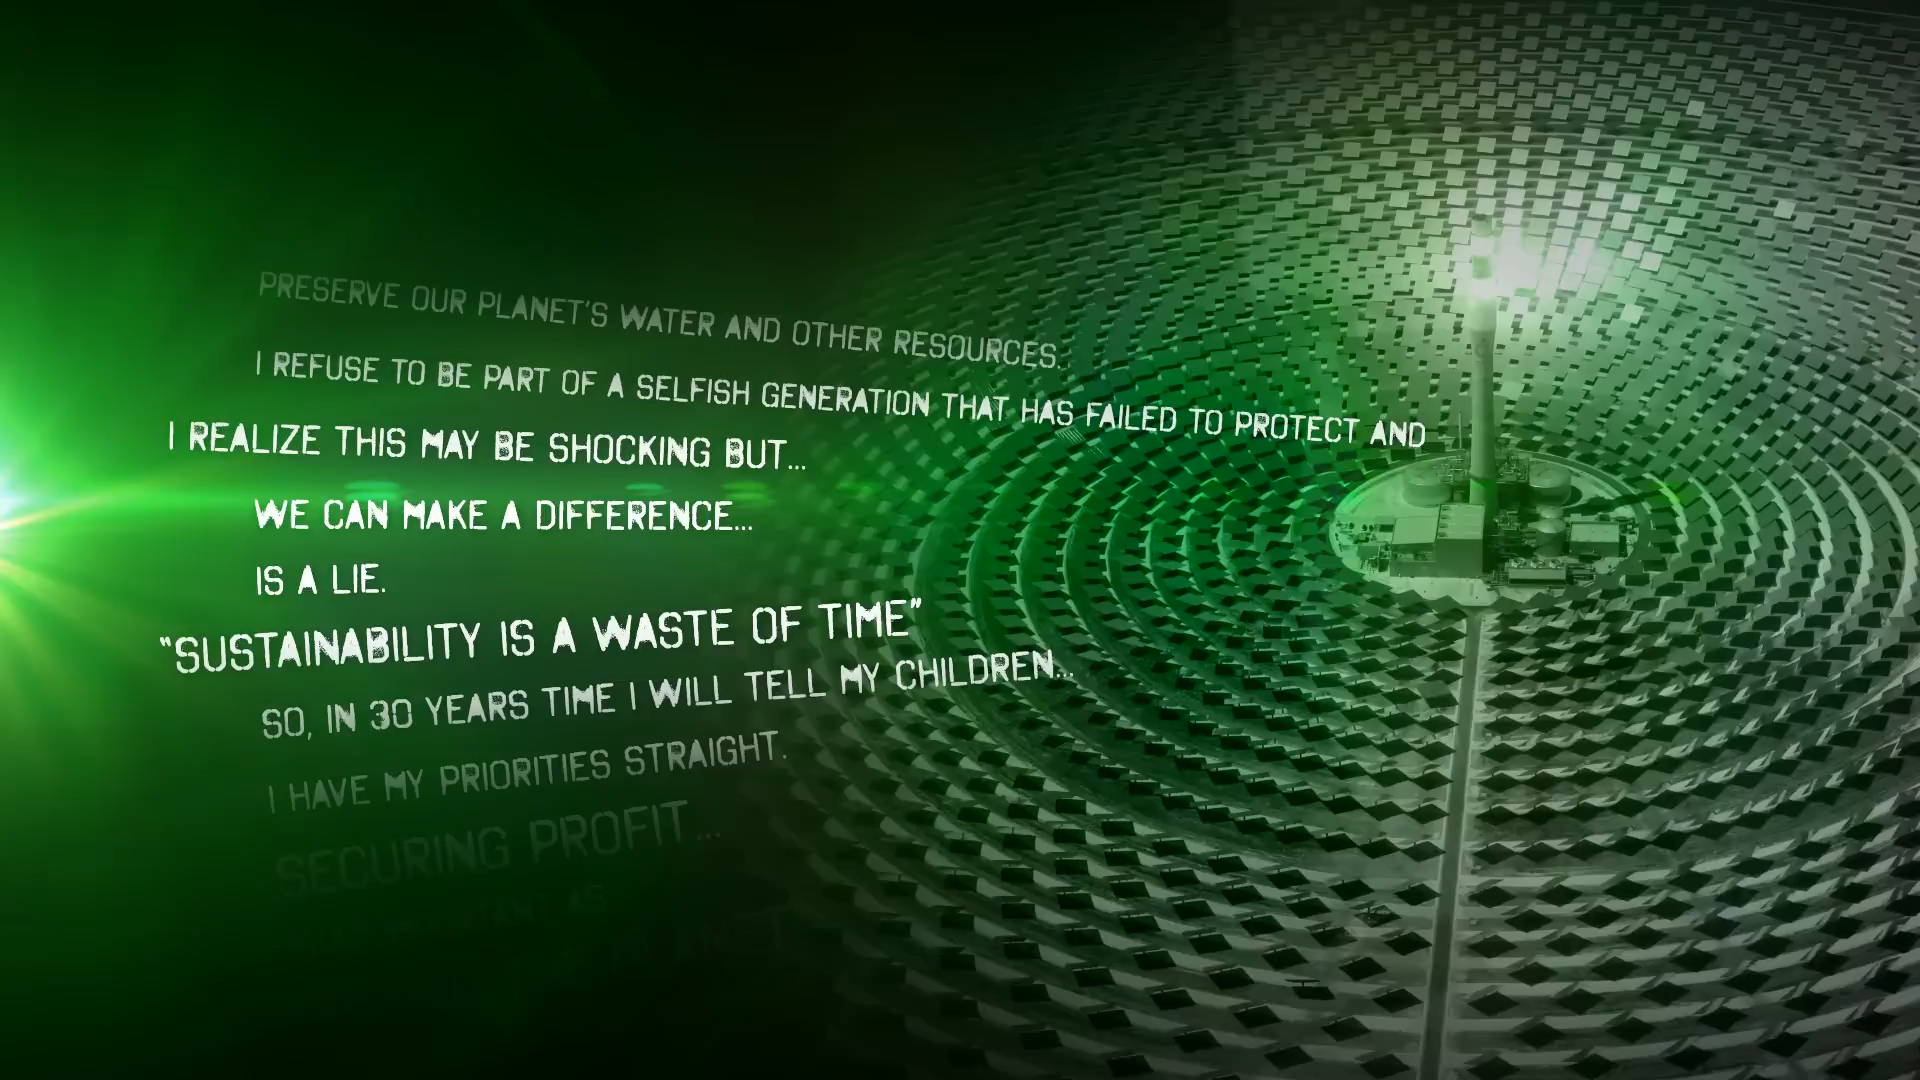 PRESERVE OUR PLANET'S WATER AND OTHER RESOURCES.
I REFUSE TO BE PART OF A SELFISH GENERATION THAT HAS FAILED TO PROTECT AND
I REALIZE THIS MAY BE SHOCKING BUT...
WE CAN MAKE A DIFFERENCE...
IS A LIE.
"SUSTAINABILITY IS A WASTE OF TIME"
SO, IN 30 YEARS TIME I WILL TELL MY CHILDREN...
I HAVE MY PRIORITIES STRAIGHT.
SECURING PROFIT...
AS